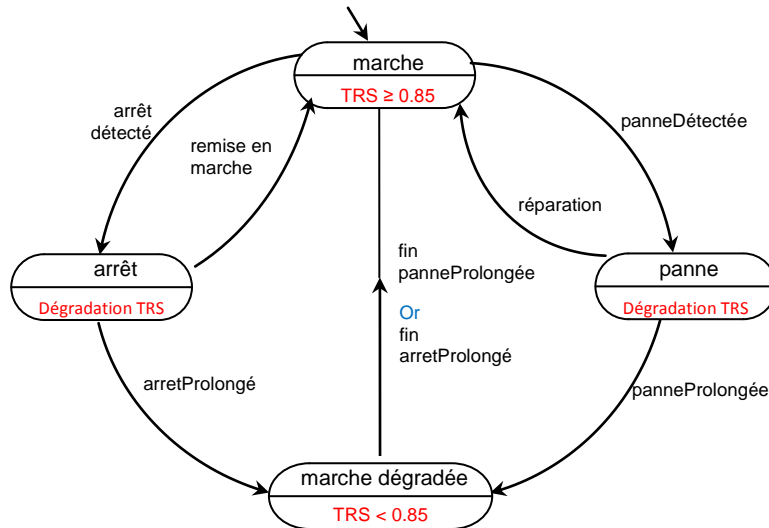 marche
TRS ≥ 0.85
arrêt
détecté
panneDétectée
remise en
marche
réparation
arrêt
Dégradation TRS
fin
panneProlongée
Or
fin
arretProlongé
panne
Dégradation TRS
arretProlongé
panneProlongée
marche dégradée
TRS < 0.85